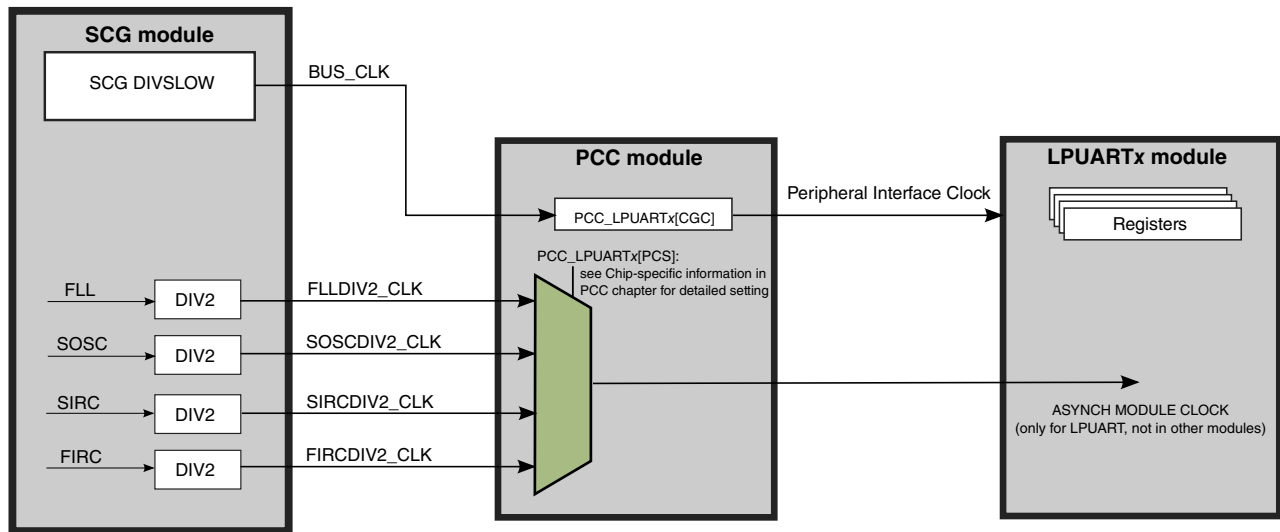 SCG module
SCG DIVSLOW
BUS_CLK
PCC module
LPUARTx module
PCC_LPUARTx[CGC]
Peripheral Interface Clock
Registers
PCC_LPUARTx[PCS]:
see Chip-specific information in
PCC chapter for detailed setting
FLL
DIV2
FLLDIV2_CLK
SOSC
DIV2
SOSCDIV2_CLK
SIRC
DIV2
SIRCDIV2_CLK
FIRC
DIV2
FIRCDIV2_CLK
ASYNCH MODULE CLOCK
(only for LPUART, not in other modules)